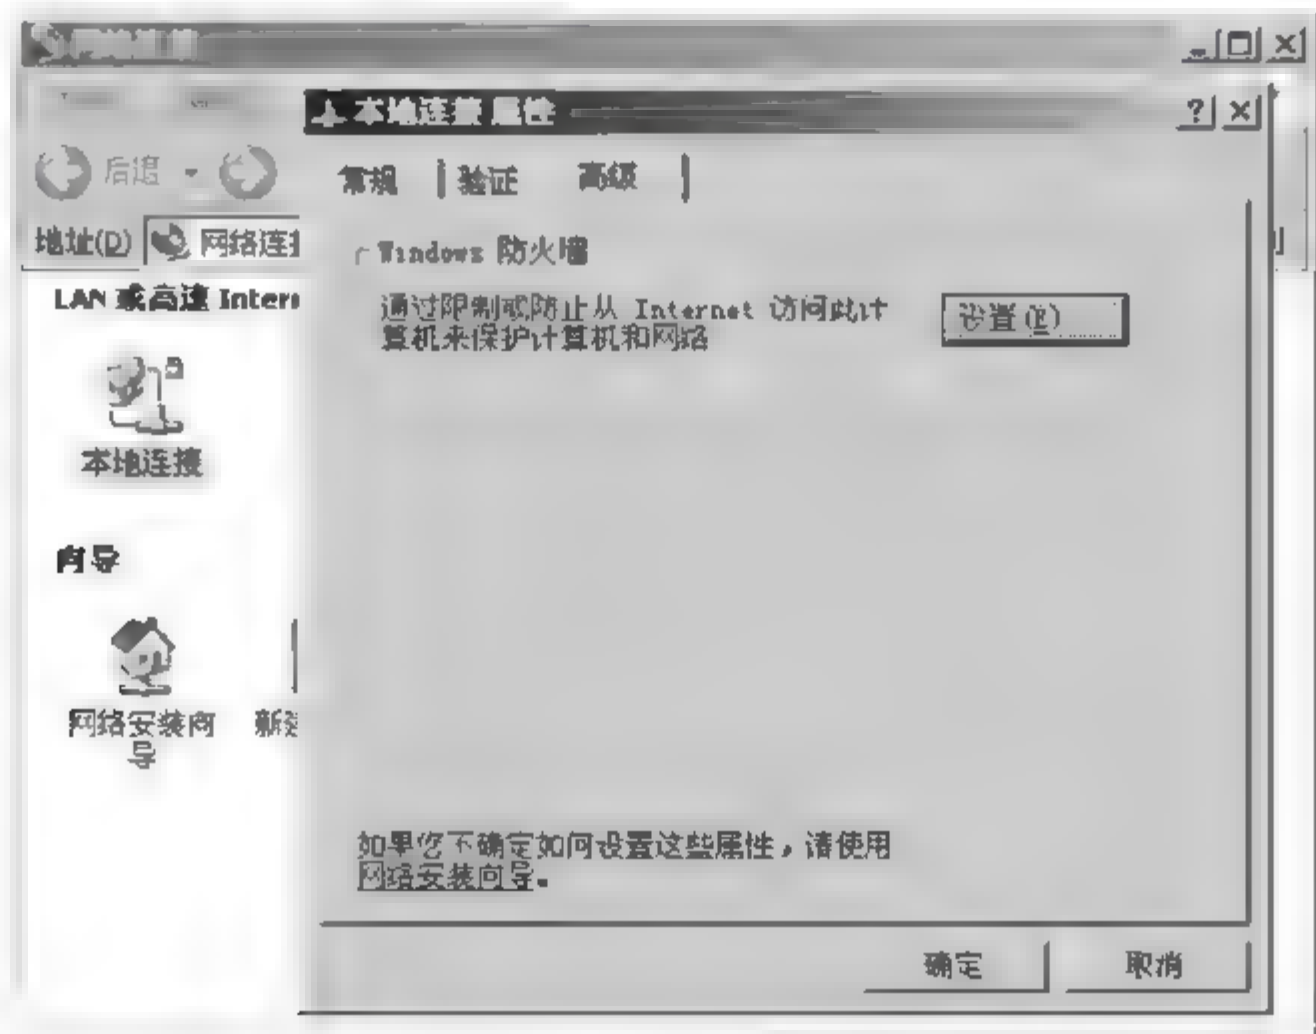 本地连接 属性
后退
常规
验证
高级
地址(D)
网络连接
Windows 防火墙
LAN 或高速 Inter
通过限制或防止从 Internet 访问此计
算机来保护计算机和网络
设置(E)
本地连接
向导
网络安装向
导
新建
如果您不确定如何设置这些属性，请使用
网络安装向导。
确定
取消